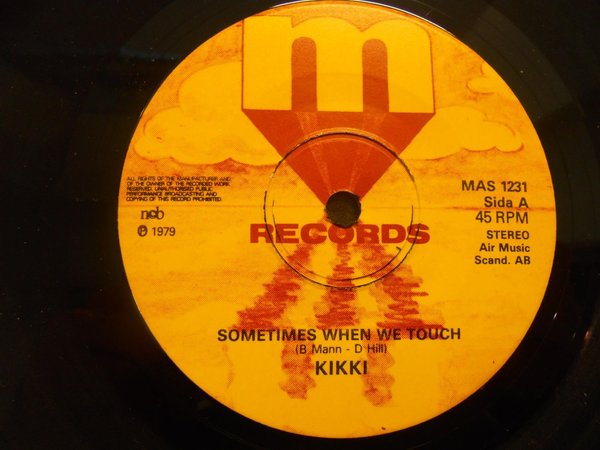 m
RECORDS
ALL RIGHTS OF THE MANUFACTURER AND
OF THE OWNER OF THE RECORDED WORK
RESERVED. UNAUTHORISED PUBLIC
PERFORMANCE BROADCASTING AND
COPYING OF THIS RECORD PROHIBITED.
ncb
℗ 1979
MAS 1231
Sida A
45 RPM
STEREO
Air Music
Scand. AB
SOMETIMES WHEN WE TOUCH
(B Mann - D Hill)
KIKKI